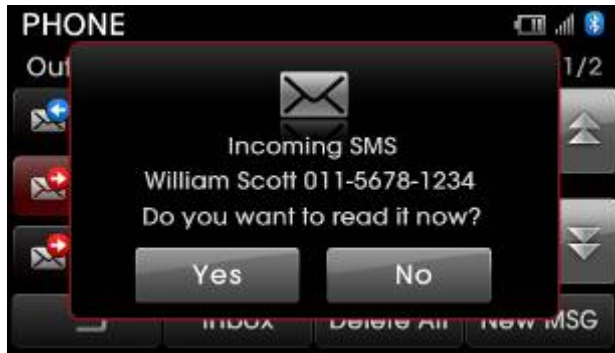 PHONE
1/2
Incoming SMS
William Scott 011-5678-1234
Do you want to read it now?
Yes No
Inbox Delete All New MSG